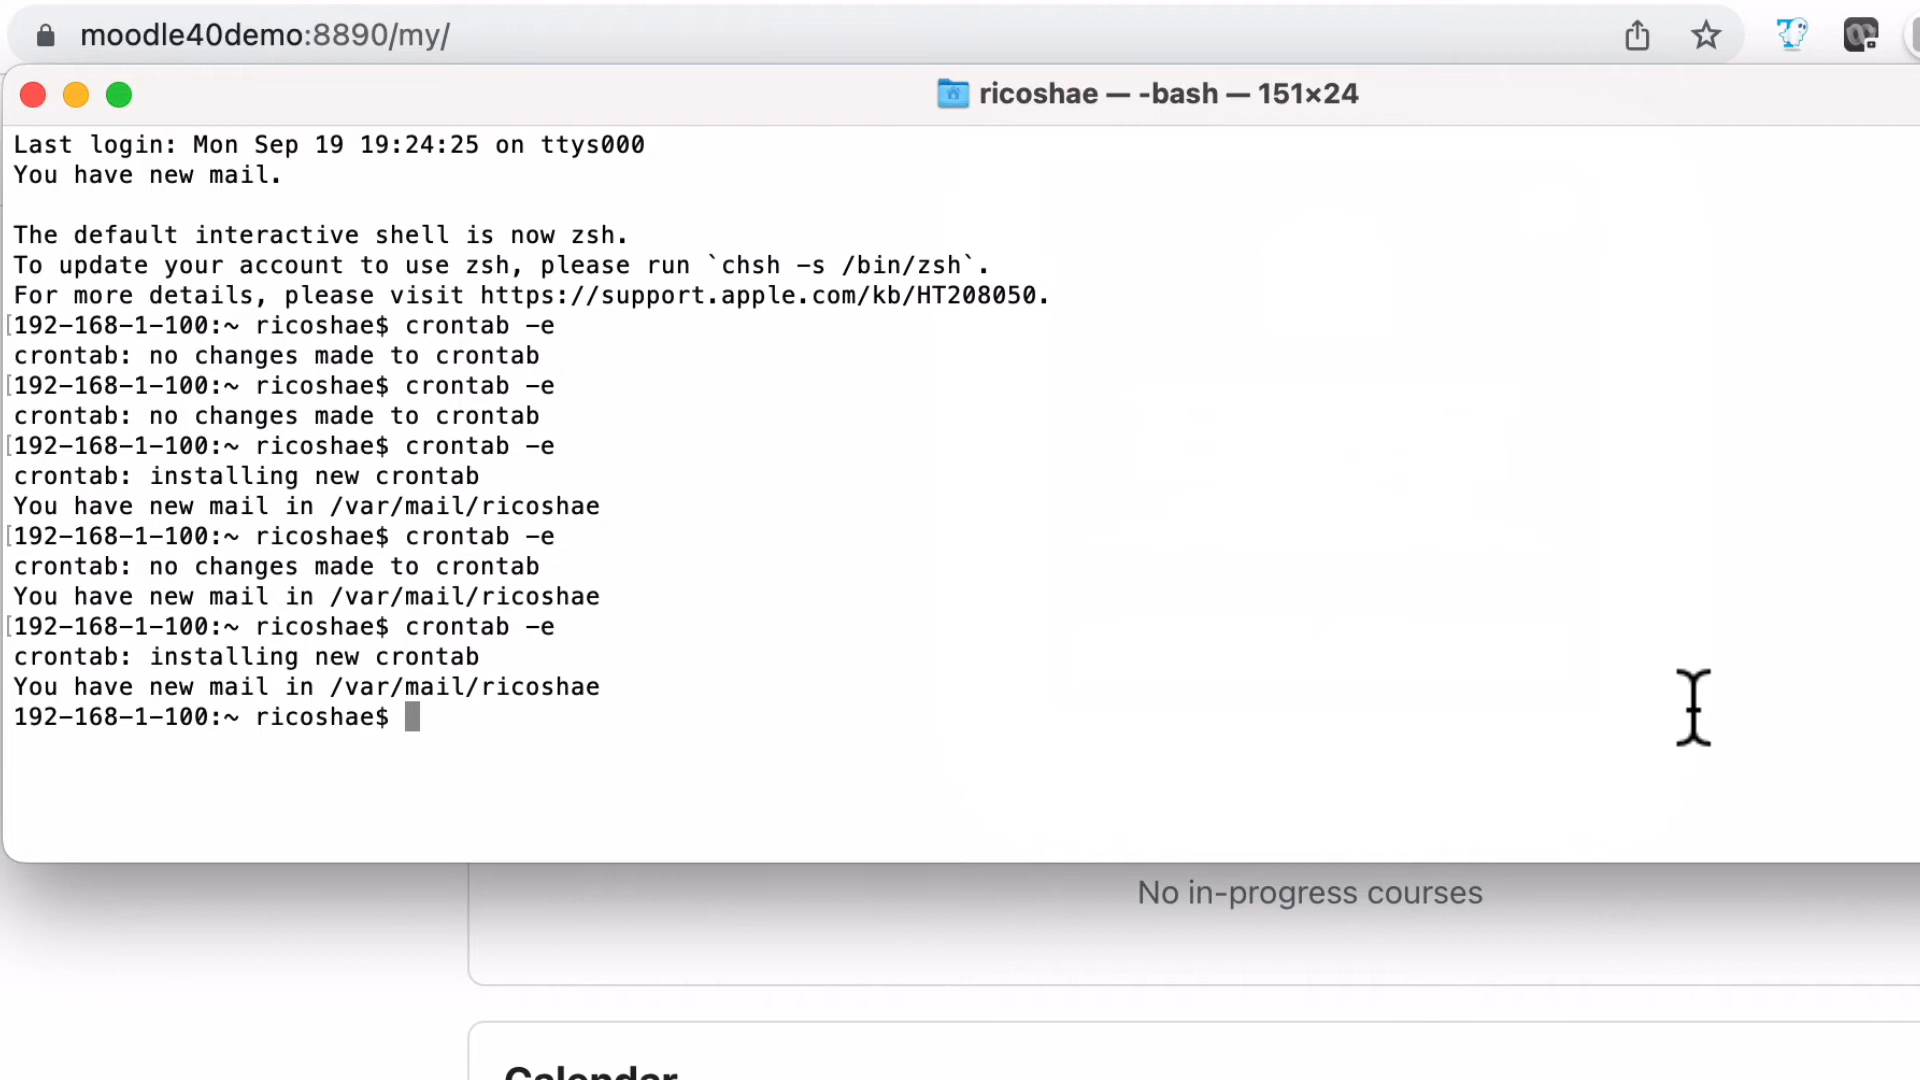 moodle40demo:8890/my/
ricoshae — -bash — 151×24
Last login: Mon Sep 19 19:24:25 on ttys000
You have new mail.
The default interactive shell is now zsh.
To update your account to use zsh, please run `chsh -s /bin/zsh`.
For more details, please visit https://support.apple.com/kb/HT208050.
[192-168-1-100:~ ricoshae$ crontab -e
crontab: no changes made to crontab
[192-168-1-100:~ ricoshae$ crontab -e
crontab: no changes made to crontab
[192-168-1-100:~ ricoshae$ crontab -e
crontab: installing new crontab
You have new mail in /var/mail/ricoshae
[192-168-1-100:~ ricoshae$ crontab -e
crontab: no changes made to crontab
You have new mail in /var/mail/ricoshae
[192-168-1-100:~ ricoshae$ crontab -e
crontab: installing new crontab
You have new mail in /var/mail/ricoshae
192-168-1-100:~ ricoshae$
No in-progress courses
Calendar